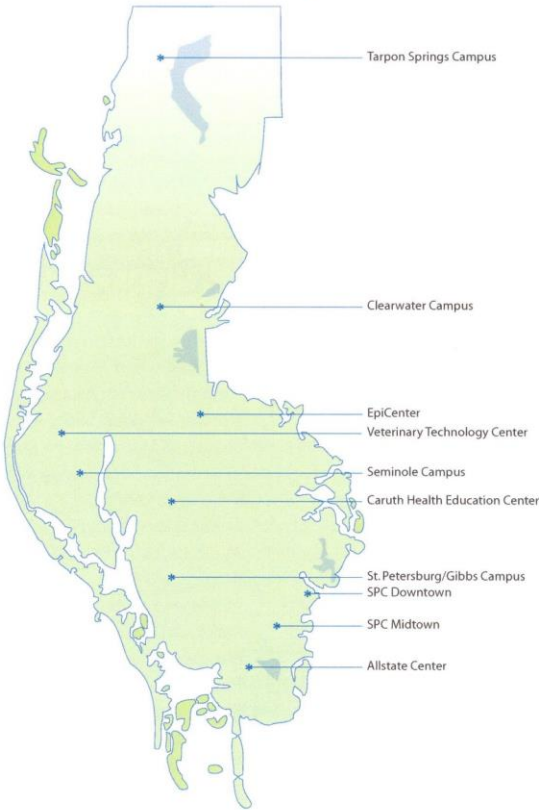 Tarpon Springs Campus
Clearwater Campus
EpiCenter
Veterinary Technology Center
Seminole Campus
Caruth Health Education Center
St. Petersburg/Gibbs Campus
SPC Downtown
SPC Midtown
Allstate Center